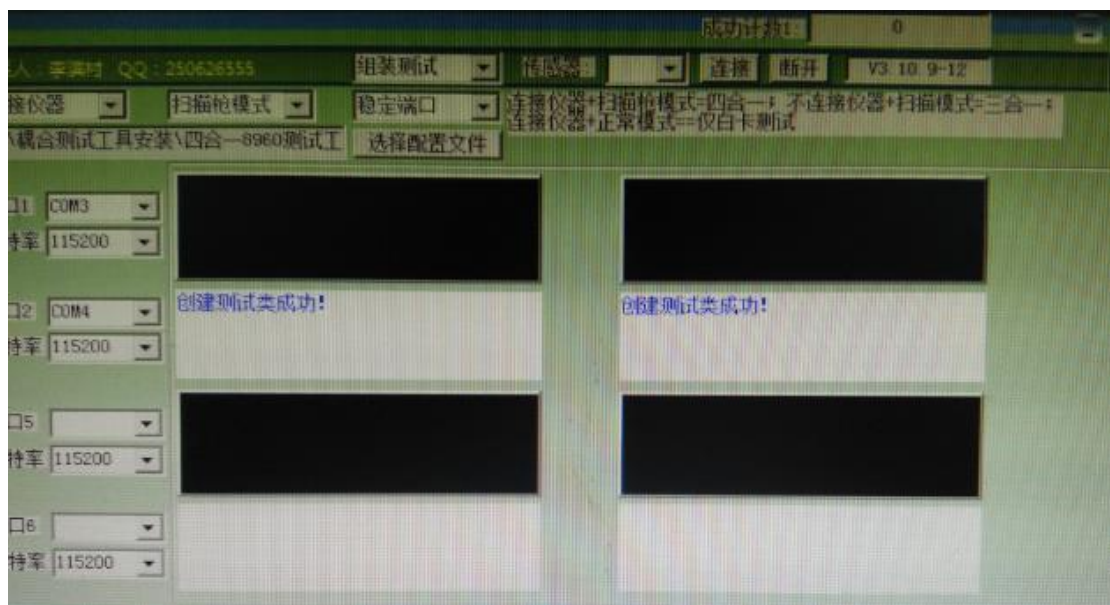 成功计数1: 0
人:李满村 QQ:250626555 组装测试 传感器: 连接 断开 V3.10.9-12
接仪器 扫描枪模式 稳定端口 连接仪器+扫描枪模式=四合一; 不连接仪器+扫描模式=三合一;
连接仪器+正常模式==仅白卡测试
\耦合测试工具安装\四合一8960测试工 选择配置文件
口1 COM3
特率 115200
口2 COM4 创建测试类成功! 创建测试类成功!
特率 115200
口5
特率 115200
口6
特率 115200